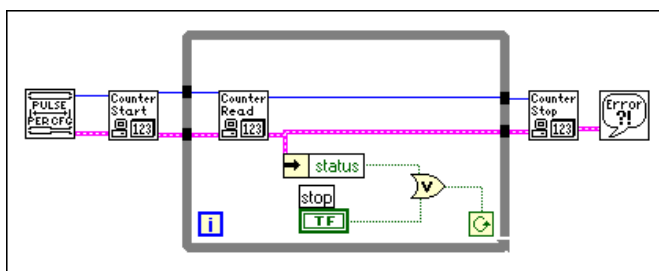 PULSE
PER CFG
Counter
Start
123
Counter
Read
123
Counter
Stop
123
Error
?!
status
V
stop
TF
i